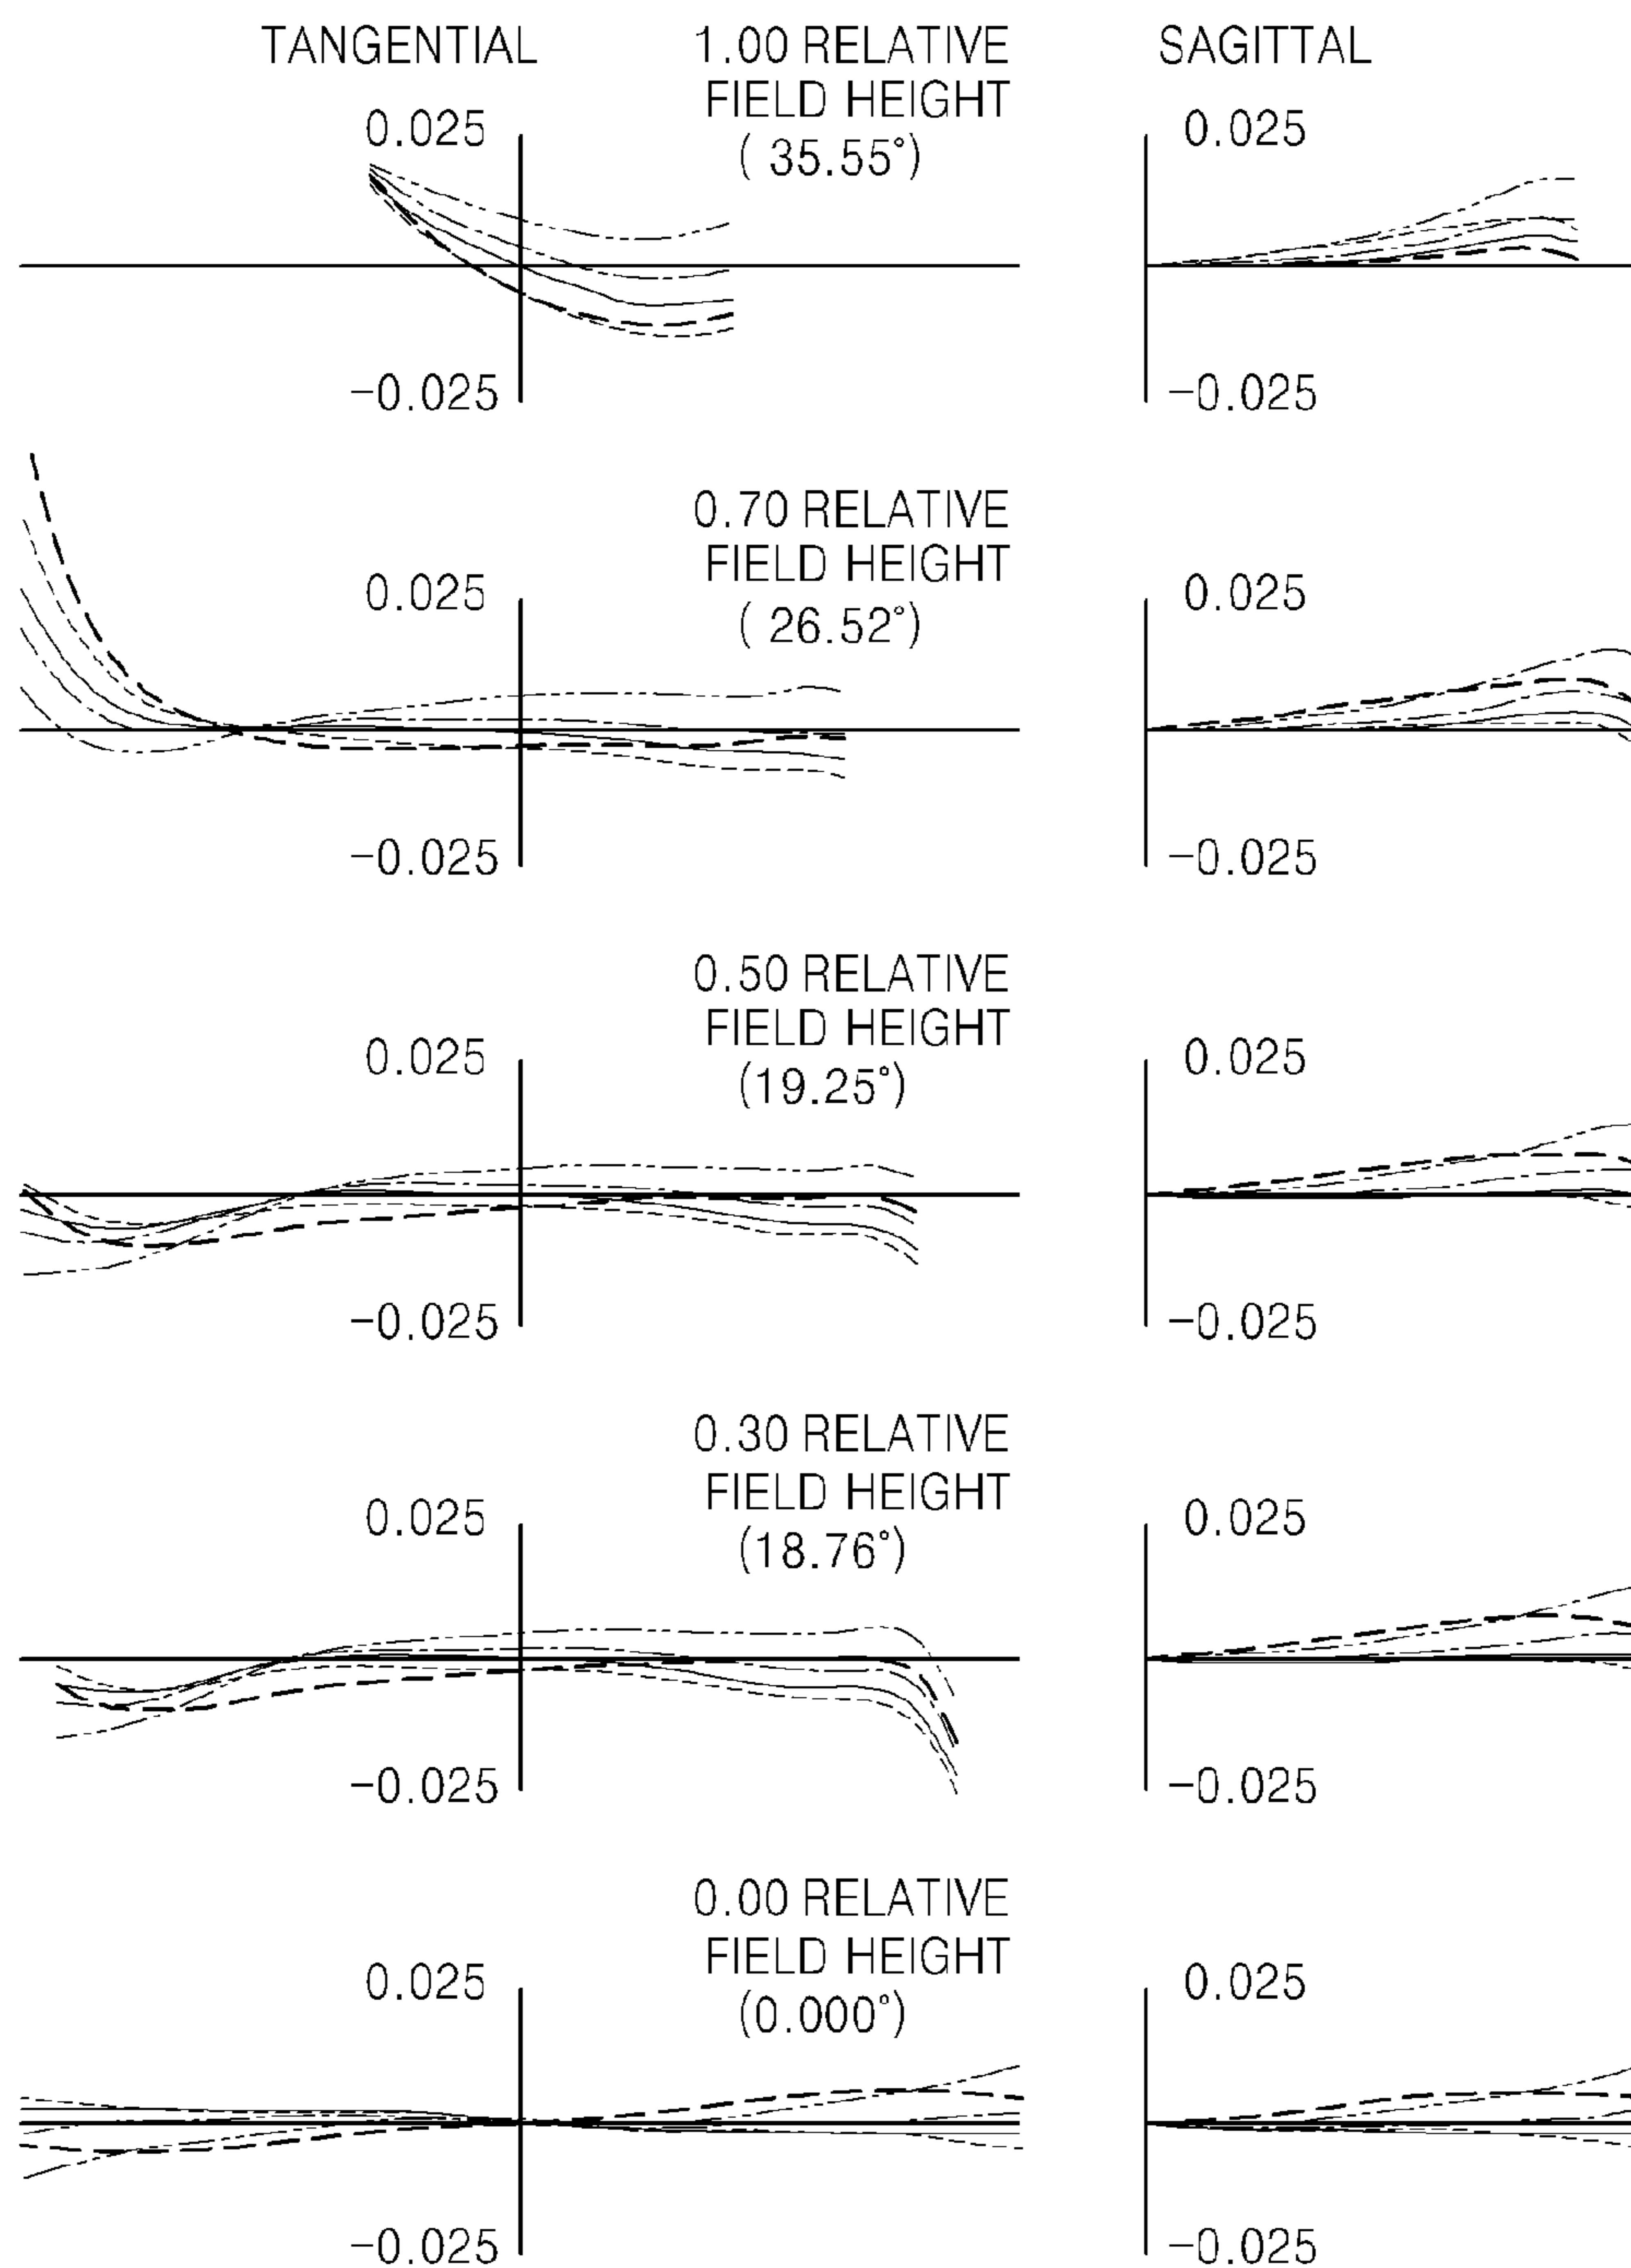 TANGENTIAL 1.00 RELATIVE SAGITTAL
FIELD HEIGHT
0.025 ( 35.55°) 0.025
-0.025 -0.025
0.70 RELATIVE
FIELD HEIGHT
0.025 ( 26.52°) 0.025
-0.025 -0.025
0.50 RELATIVE
FIELD HEIGHT
0.025 (19.25°) 0.025
-0.025 -0.025
0.30 RELATIVE
FIELD HEIGHT
0.025 (18.76°) 0.025
-0.025 -0.025
0.00 RELATIVE
FIELD HEIGHT
0.025 (0.000°) 0.025
-0.025 -0.025